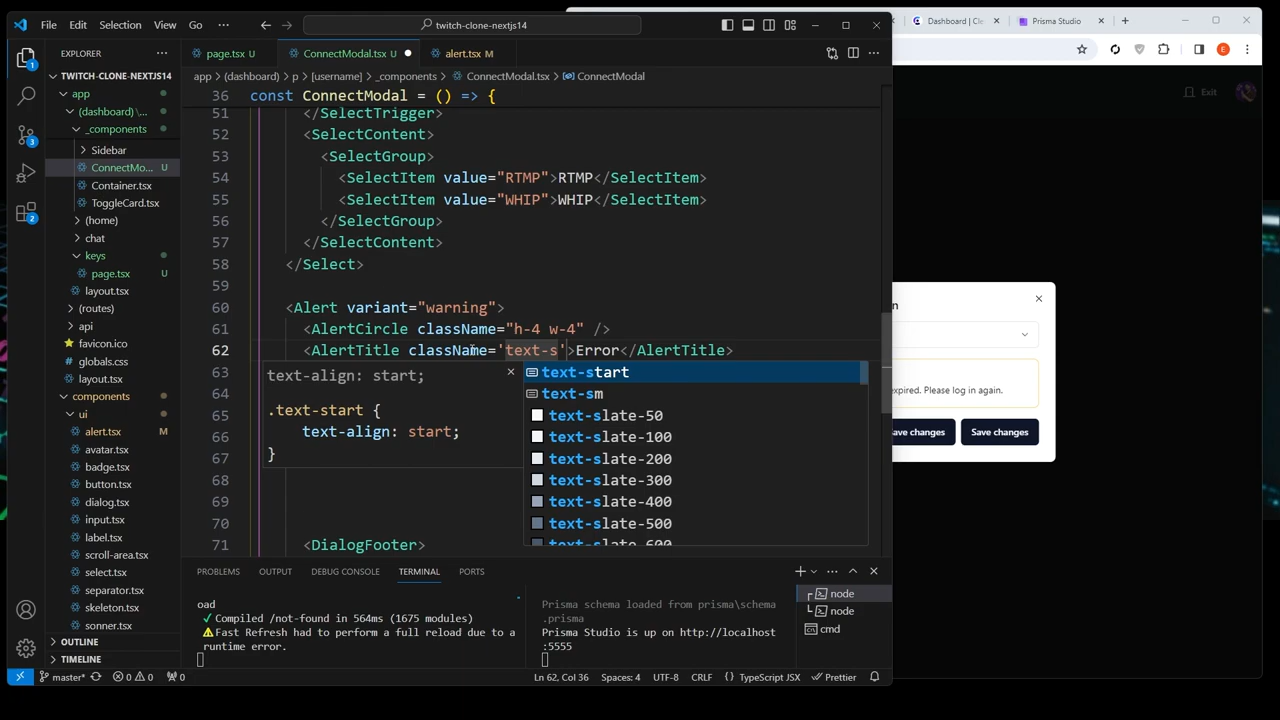 File Edit Selection View Go ··· twitch-clone-nextjs14
Dashboard | Cle
Prisma Studio
E
EXPLORER ···
page.tsx U
ConnectModal.tsx U
alert.tsx M
app > (dashboard) > p > [username] > _components > ConnectModal.tsx > ConnectModal
TWITCH-CLONE-NEXTJS14
app
(dashboard) \...
_components
Sidebar
ConnectMo... U
Container.tsx
ToggleCard.tsx
(home)
chat
keys
page.tsx U
layout.tsx
(routes)
api
favicon.ico
globals.css
layout.tsx
components
ui
alert.tsx M
avatar.tsx
badge.tsx
button.tsx
dialog.tsx
input.tsx
label.tsx
scroll-area.tsx
select.tsx
separator.tsx
skeleton.tsx
sonner.tsx
OUTLINE
TIMELINE
1
3
2
36 const ConnectModal = () => {
51 </SelectTrigger>
52 <SelectContent>
53 <SelectGroup>
54 <SelectItem value="RTMP">RTMP</SelectItem>
55 <SelectItem value="WHIP">WHIP</SelectItem>
56 </SelectGroup>
57 </SelectContent>
58 </Select>
59
60 <Alert variant="warning">
61 <AlertCircle className="h-4 w-4" />
62 <AlertTitle className='text-s'>Error</AlertTitle>
63
64
65
66
67
68
69
70
71 <DialogFooter>
text-align: start;
.text-start {
text-align: start;
}
text-start
text-sm
text-slate-50
text-slate-100
text-slate-200
text-slate-300
text-slate-400
text-slate-500
text-slate-600
PROBLEMS OUTPUT DEBUG CONSOLE TERMINAL PORTS
oad
✓ Compiled /not-found in 564ms (1675 modules)
⚠ Fast Refresh had to perform a full reload due to a
runtime error.
Prisma schema loaded from prisma\schema
.prisma
Prisma Studio is up on http://localhost
:5555
node
node
cmd
master* 0 0 0 Ln 62, Col 36 Spaces: 4 UTF-8 CRLF {} TypeScript JSX Prettier
Exit
expired. Please log in again.
ave changes
Save changes